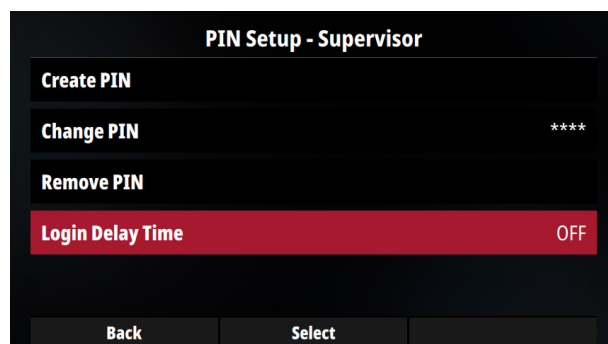 PIN Setup - Supervisor
Create PIN
Change PIN ****
Remove PIN
Login Delay Time OFF
Back Select